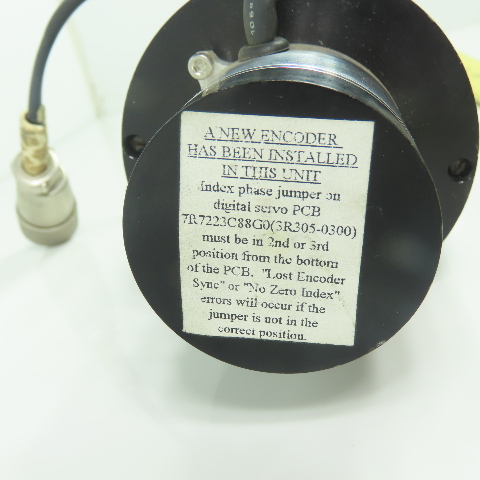 A NEW ENCODER
HAS BEEN INSTALLED
IN THIS UNIT
Index phase jumper on
digital servo PCB
7R7223C88G0(3R305-0300)
must be in 2nd or 3rd
position from the bottom
of the PCB. "Lost Encoder
Sync" or "No Zero Index"
errors will occur if the
jumper is not in the
correct position.